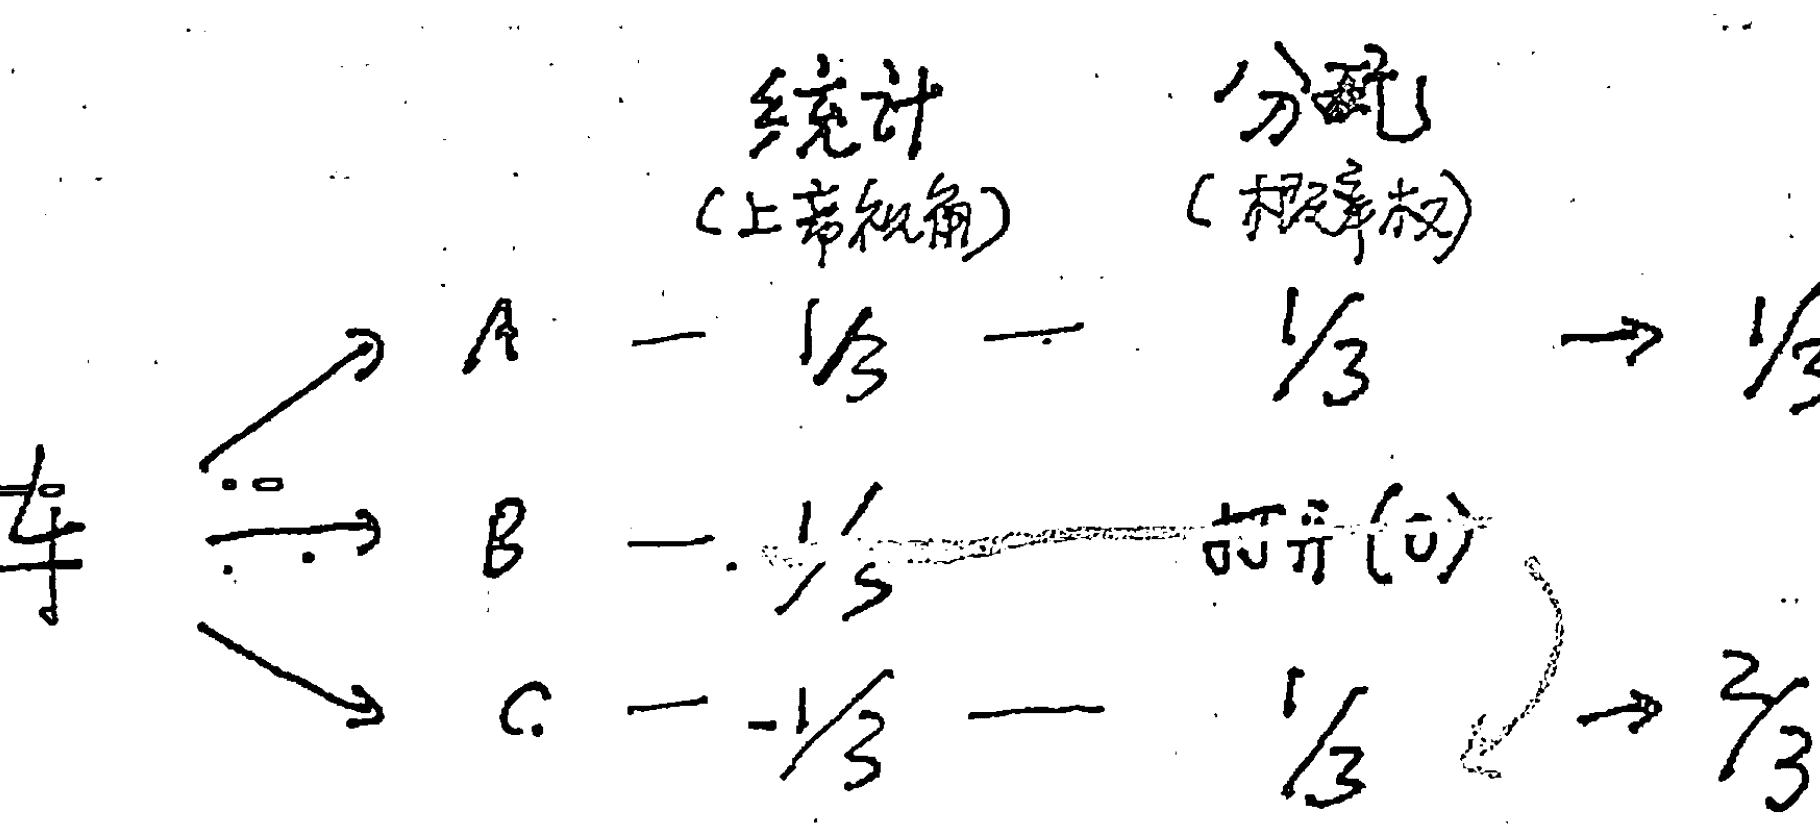 统计 分配
(上帝视角) (概率权)
A — 1/3 — 1/3 → 1/3
车 → B — 1/3 打开(0)
C. — 1/3 — 1/3 → 2/3